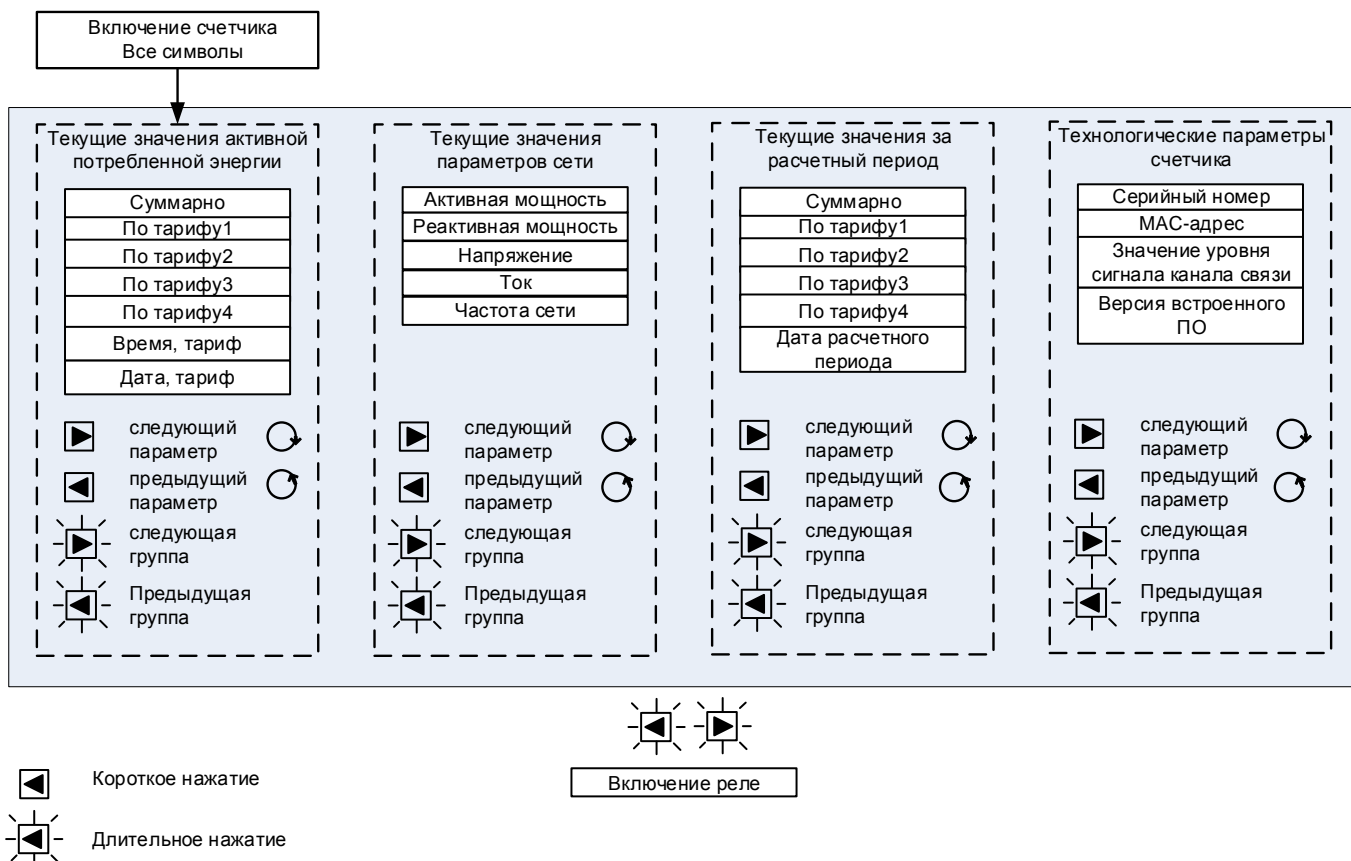 Включение счетчика
Все символы
Текущие значения активной
потребленной энергии
Суммарно
По тарифу1
По тарифу2
По тарифу3
По тарифу4
Время, тариф
Дата, тариф
следующий
параметр
предыдущий
параметр
следующая
группа
Предыдущая
группа
Текущие значения
параметров сети
Активная мощность
Реактивная мощность
Напряжение
Ток
Частота сети
следующий
параметр
предыдущий
параметр
следующая
группа
Предыдущая
группа
Текущие значения за
расчетный период
Суммарно
По тарифу1
По тарифу2
По тарифу3
По тарифу4
Дата расчетного
периода
следующий
параметр
предыдущий
параметр
следующая
группа
Предыдущая
группа
Технологические параметры
счетчика
Серийный номер
MAC-адрес
Значение уровня
сигнала канала связи
Версия встроенного
ПО
следующий
параметр
предыдущий
параметр
следующая
группа
Предыдущая
группа
Включение реле
Короткое нажатие
Длительное нажатие